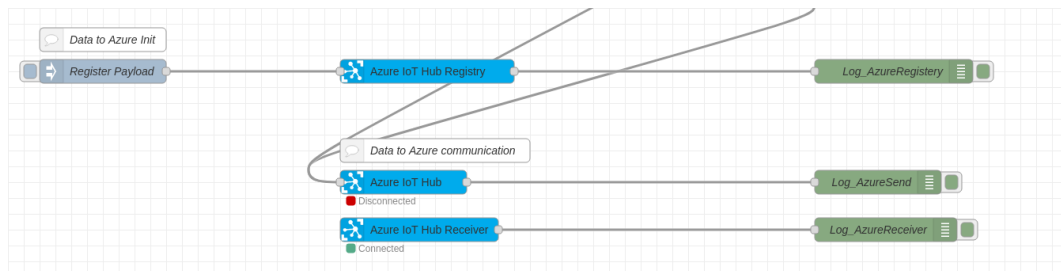 Data to Azure Init
Register Payload
Azure IoT Hub Registry
Log_AzureRegistery
Data to Azure communication
Azure IoT Hub
Log_AzureSend
Disconnected
Azure IoT Hub Receiver
Log_AzureReceiver
Connected